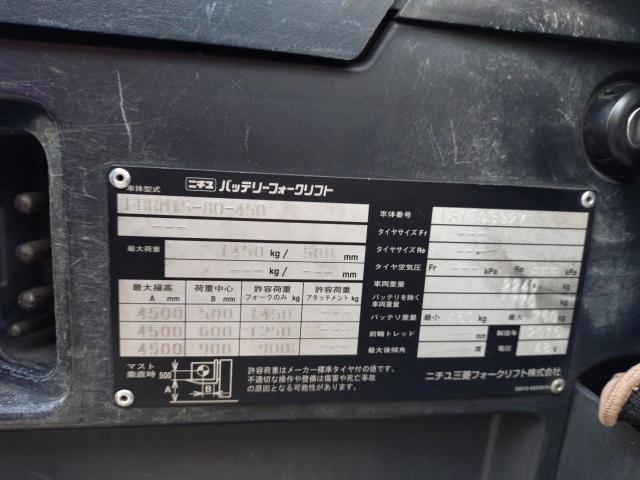 ニチユ バッテリーフォークリフト
車体型式 FBRM15-80-450
---
最大荷重 1450 kg/ 500 mm
--- kg/ --- mm
最大揚高 A mm 荷重中心 B mm 許容荷重 フォークのみ kg 許容荷重 アタッチメント kg
4500 500 1450 ---
4500 600 1250 ---
4500 900 900 ---
マスト垂直時 500 A B
許容荷重はメーカー標準タイヤ付の値です。
不適切な操作や整備は傷害や死亡事故
の原因となる可能性があります。
車体番号
タイヤサイズ Fr ---
タイヤサイズ Re
タイヤ空気圧 Fr --- kPa Re kPa
車両重量 kg
バッテリを除く車両重量 kg
バッテリ重量 最小 kg 最大 kg
前輪トレッド mm 製造年
最大後傾角 度 電圧 48 V
ニチユ三菱フォークリフト株式会社